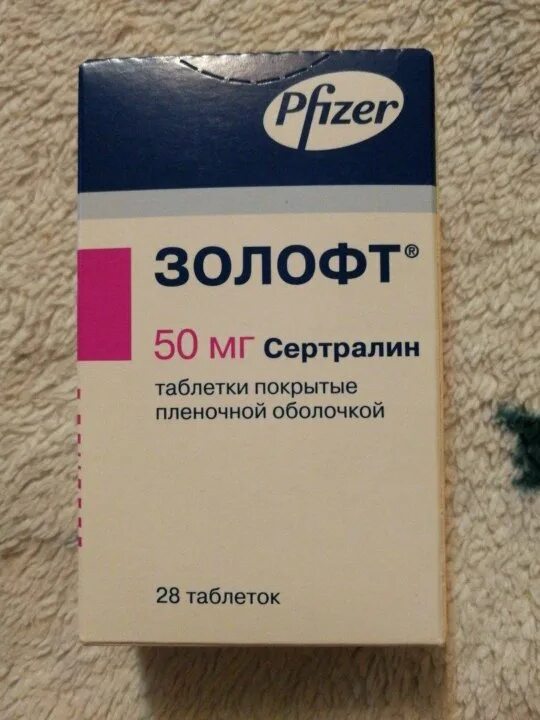 Pfizer
ЗОЛОФТ®
50 мг Сертралин
таблетки покрытые
пленочной оболочкой
28 таблеток